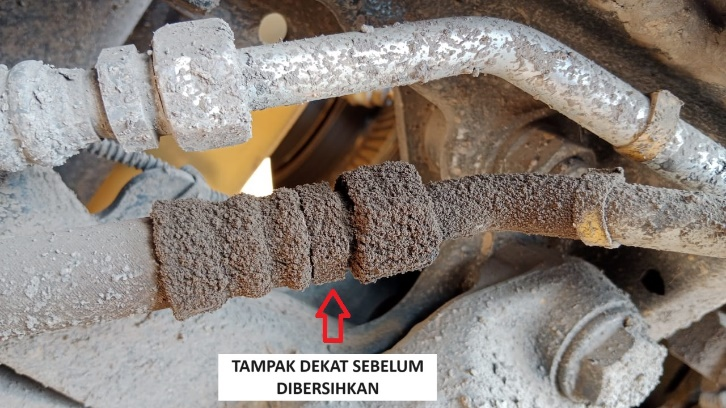 TAMPAK DEKAT SEBELUM
DIBERSIHKAN